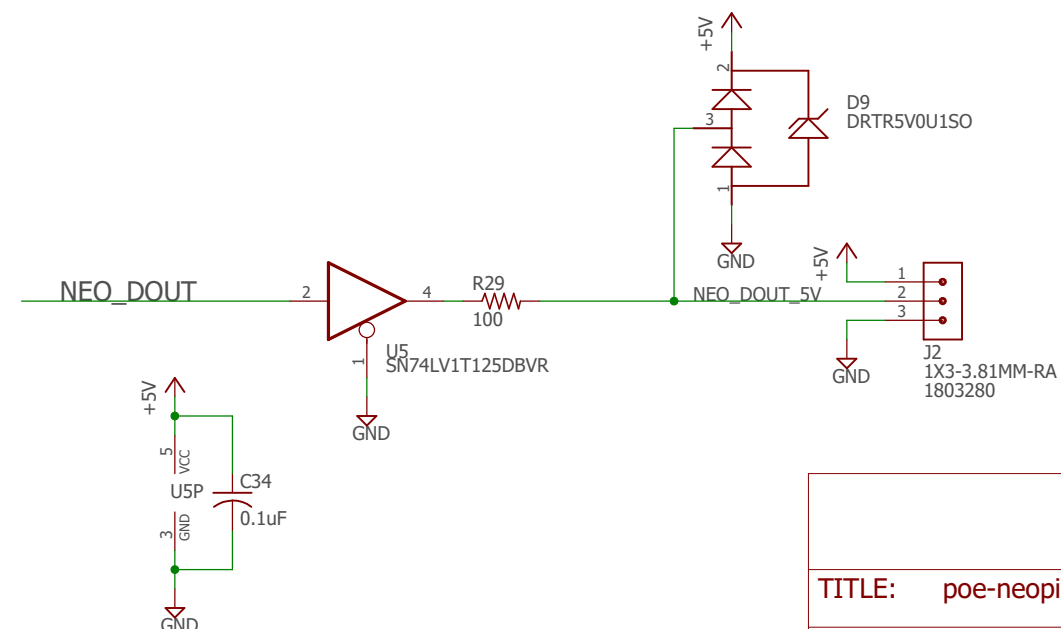 +5V
2
D9
DRTR5V0U1SO
3
1
GND
+5V
NEO_DOUT
2
4
R29
100
NEO_DOUT_5V
1
2
3
1
U5
SN74LV1T125DBVR
GND
J2
1X3-3.81MM-RA
1803280
GND
+5V
5
VCC
U5P
C34
0.1uF
3
GND
GND
TITLE: poe-neopi